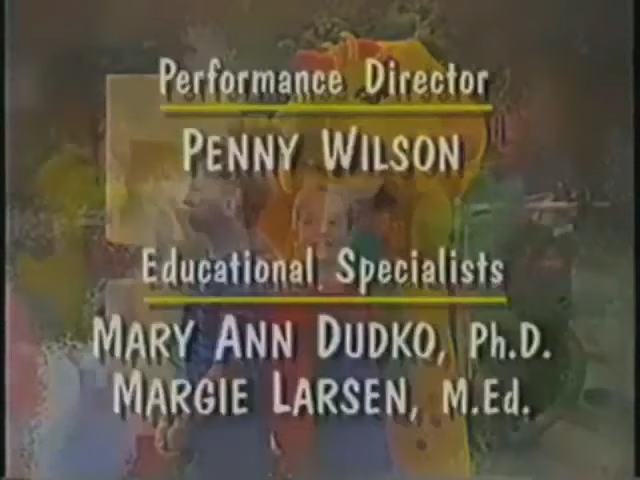 Performance Director
PENNY WILSON
Educational Specialists
MARY ANN DUDKO, Ph.D.
MARGIE LARSEN, M.Ed.